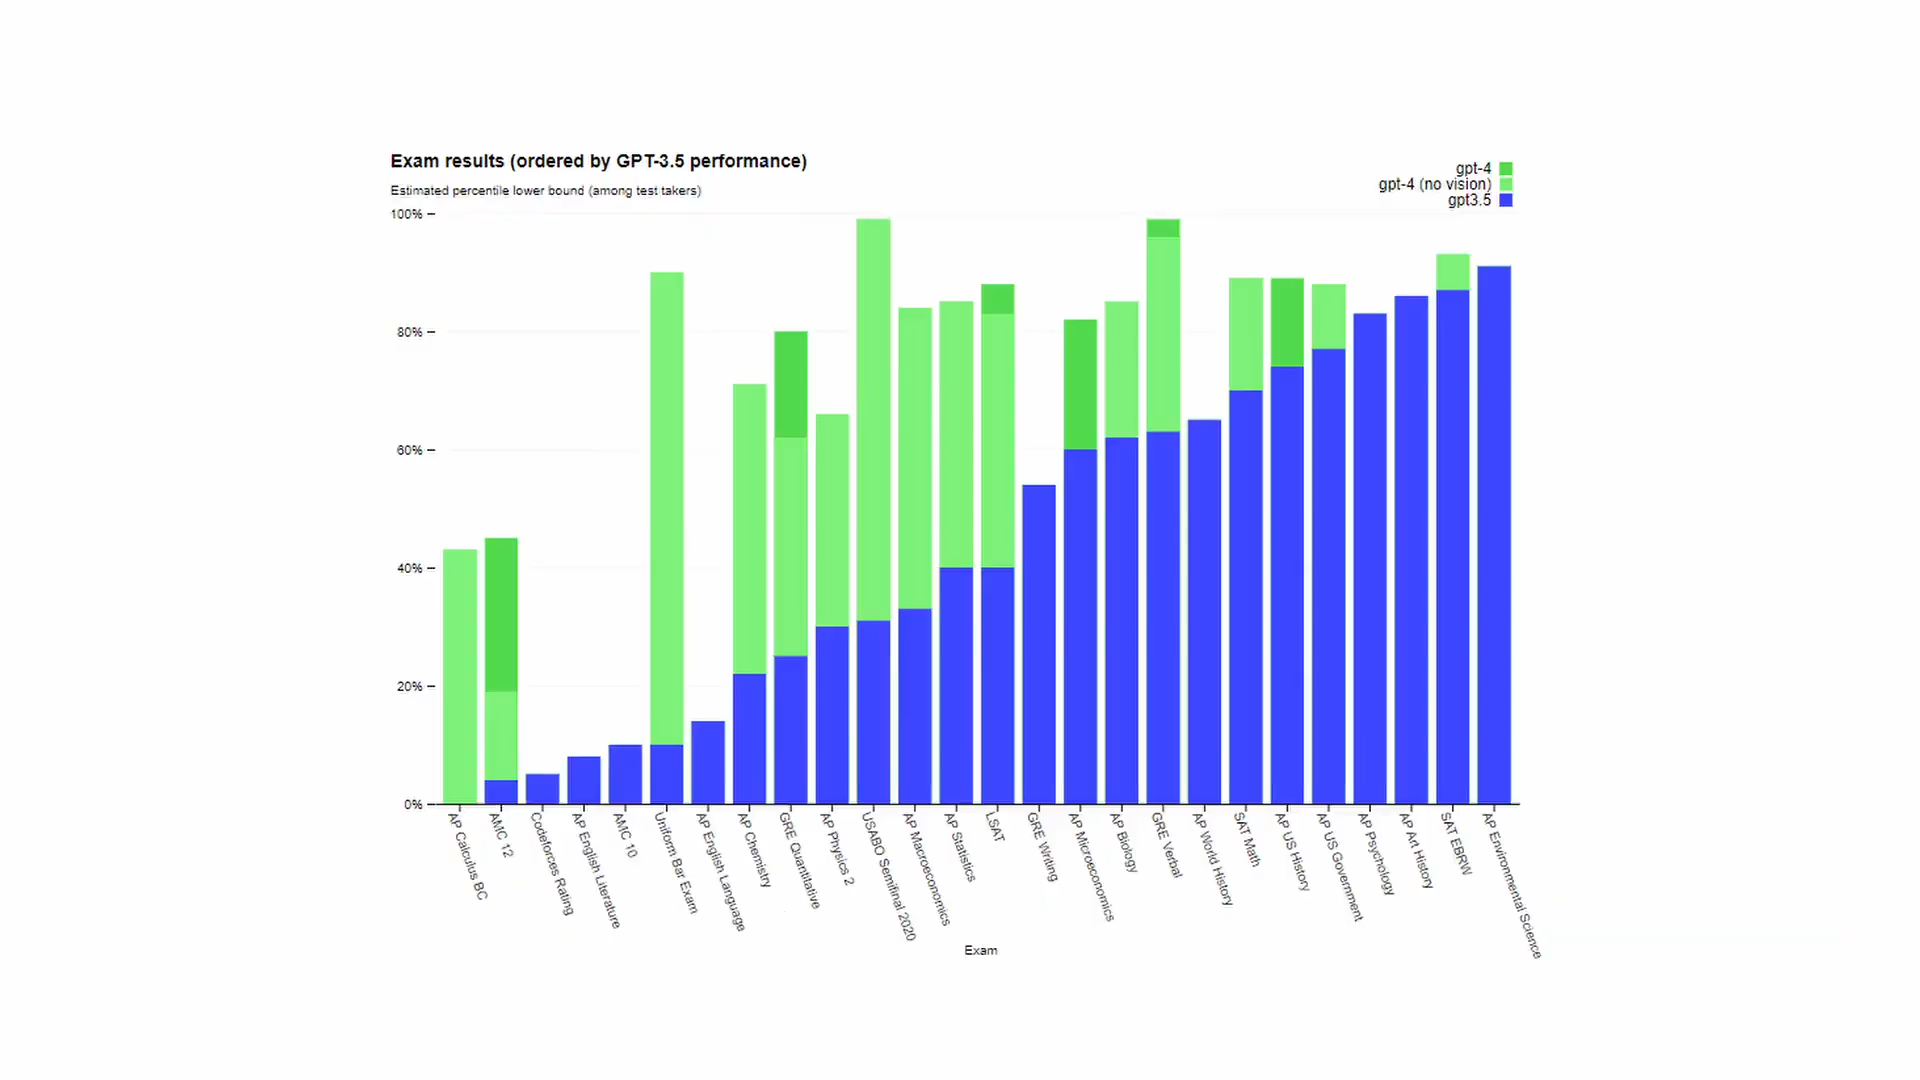 Exam results (ordered by GPT-3.5 performance)
Estimated percentile lower bound (among test takers)
gpt-4
gpt-4 (no vision)
gpt3.5
100%
80%
60%
40%
20%
0%
AP Calculus BC
AMC 12
Codeforces Rating
AP English Literature
AMC 10
Uniform Bar Exam
AP English Language
AP Chemistry
GRE Quantitative
AP Physics 2
USABO Semifinal 2020
AP Macroeconomics
AP Statistics
LSAT
GRE Writing
AP Microeconomics
AP Biology
GRE Verbal
AP World History
SAT Math
AP US History
AP US Government
AP Psychology
AP Art History
SAT EBRW
AP Environmental Science
Exam